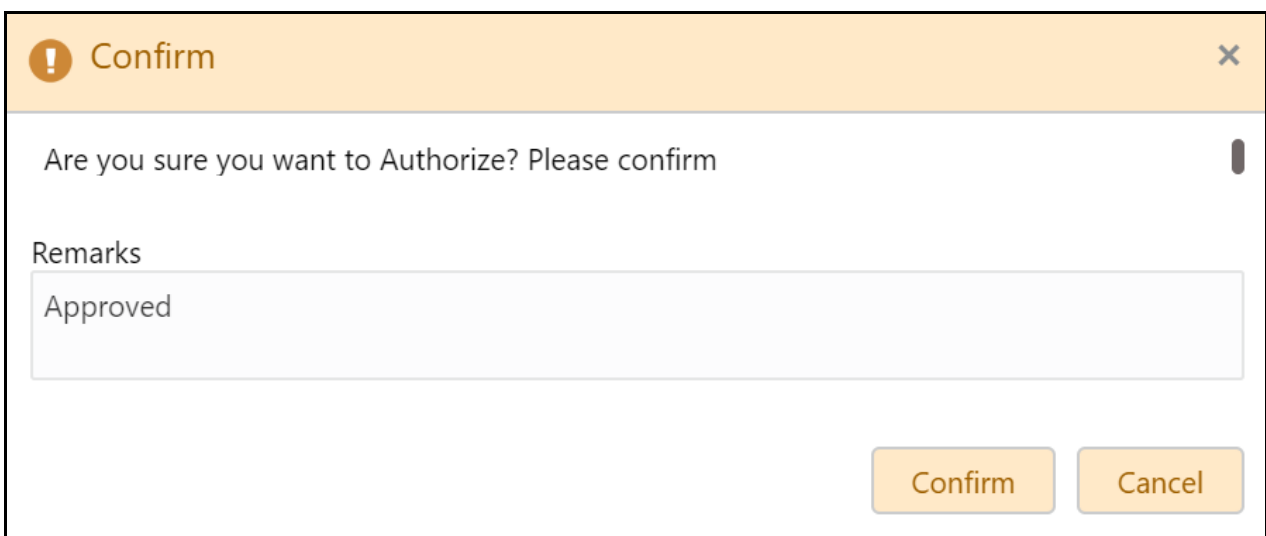 Confirm
Are you sure you want to Authorize? Please confirm
Remarks
Approved
Confirm Cancel